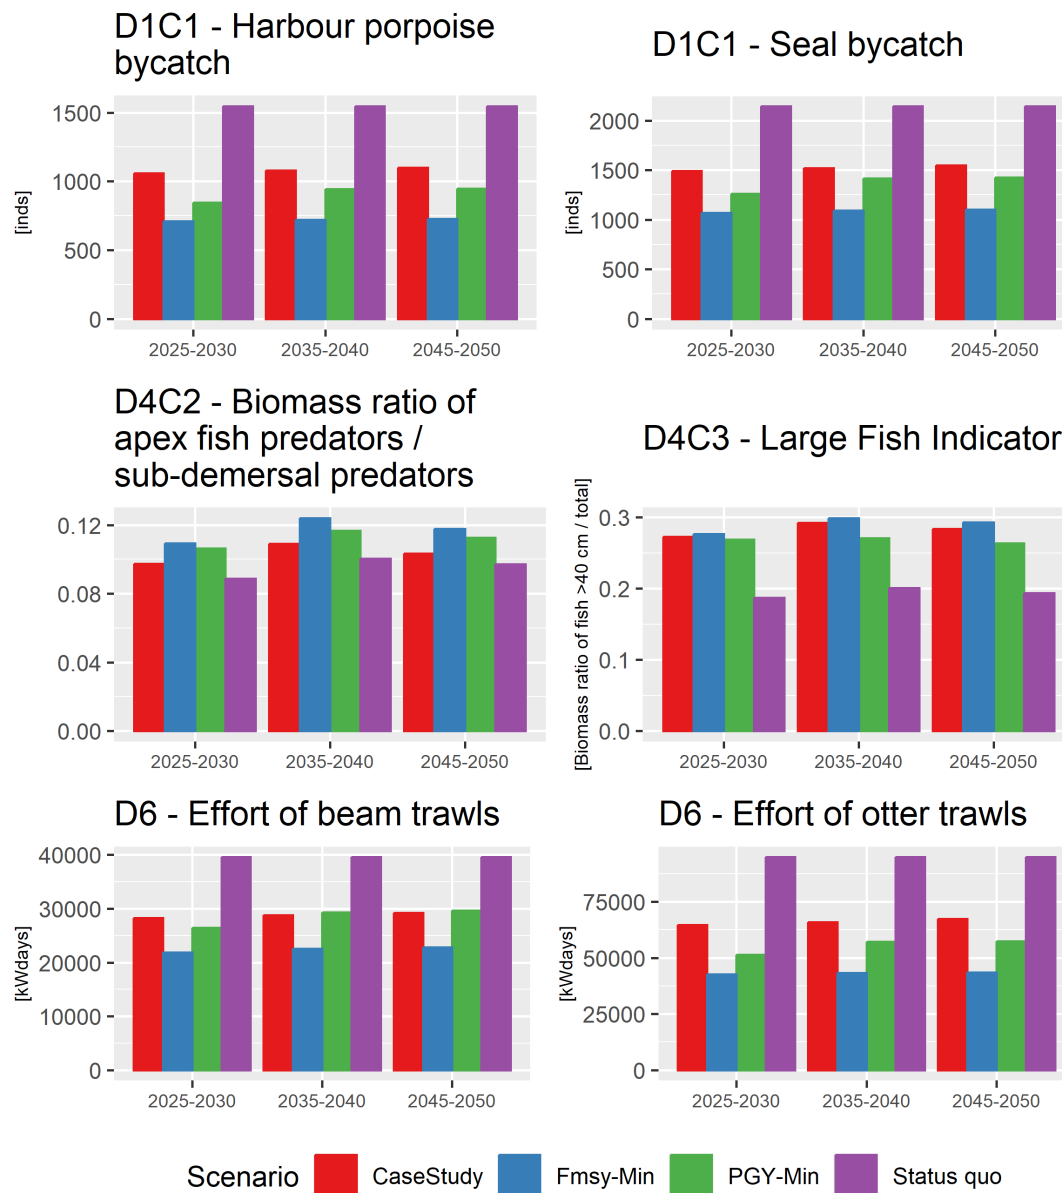 D1C1 - Harbour porpoise
bycatch
[inds]
1500
1000
500
0
2025-2030
2035-2040
2045-2050
D1C1 - Seal bycatch
[inds]
2000
1500
1000
500
0
2025-2030
2035-2040
2045-2050
D4C2 - Biomass ratio of
apex fish predators /
sub-demersal predators
0.12
0.08
0.04
0.00
2025-2030
2035-2040
2045-2050
D4C3 - Large Fish Indicator
[Biomass ratio of fish >40 cm / total]
0.3
0.2
0.1
0.0
2025-2030
2035-2040
2045-2050
D6 - Effort of beam trawls
[kWdays]
40000
30000
20000
10000
0
2025-2030
2035-2040
2045-2050
D6 - Effort of otter trawls
[kWdays]
75000
50000
25000
0
2025-2030
2035-2040
2045-2050
Scenario CaseStudy Fmsy-Min PGY-Min Status quo